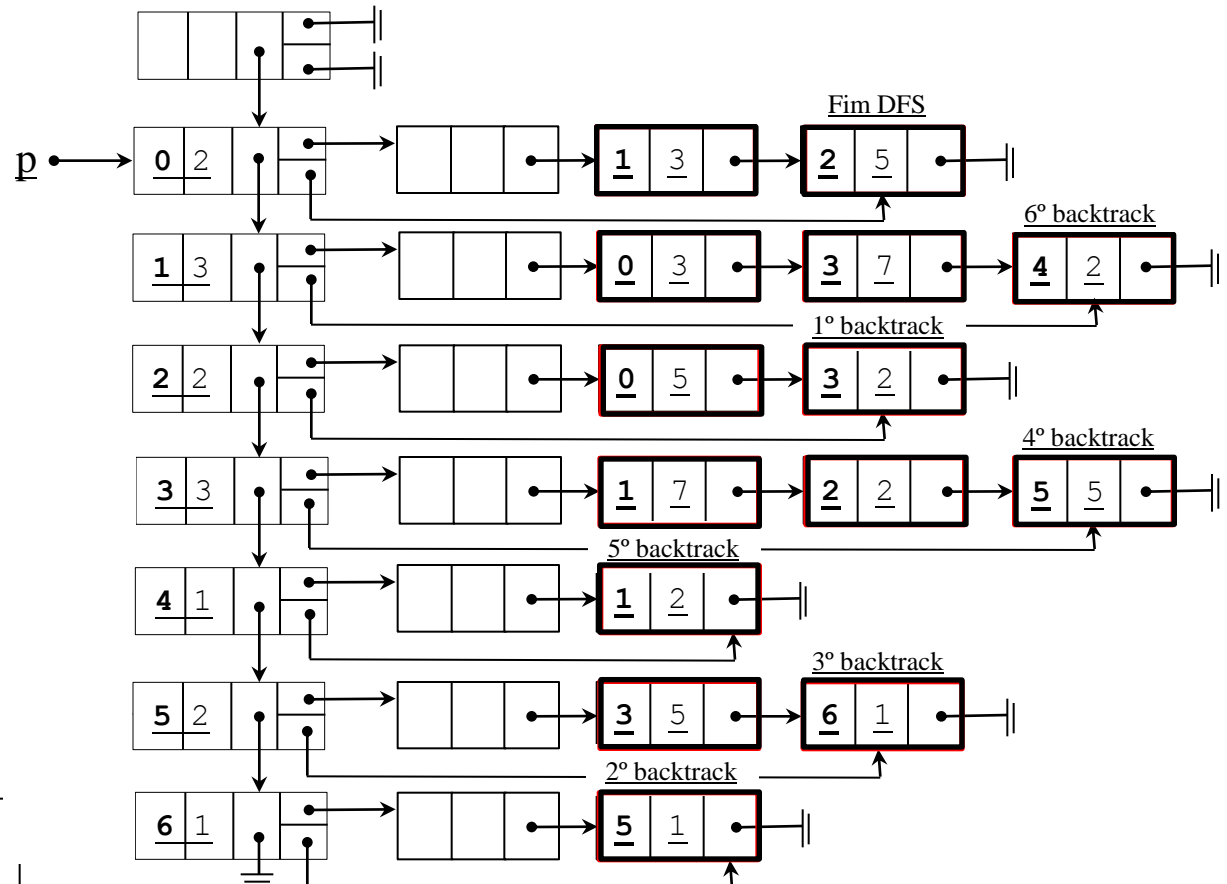 Fim DFS
p 0 2 1 3 2 5
6º backtrack
1 3 0 3 3 7 4 2
1º backtrack
2 2 0 5 3 2
4º backtrack
3 3 1 7 2 2 5 5
5º backtrack
4 1 1 2
3º backtrack
5 2 3 5 6 1
2º backtrack
6 1 5 1